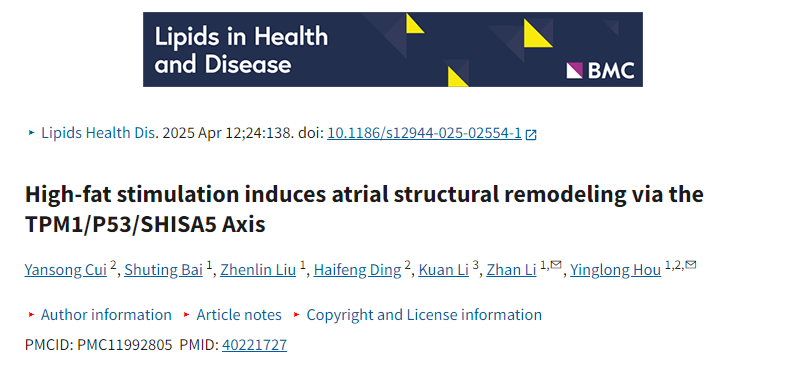 Lipids in Health
and Disease
BMC
Lipids Health Dis. 2025 Apr 12;24:138. doi: 10.1186/s12944-025-02554-1
High-fat stimulation induces atrial structural remodeling via the
TPM1/P53/SHISA5 Axis
Yansong Cui 2, Shuting Bai 1, Zhenlin Liu 1, Haifeng Ding 2, Kuan Li 3, Zhan Li 1,✉, Yinglong Hou 1,2,✉
Author information Article notes Copyright and License information
PMCID: PMC11992805 PMID: 40221727